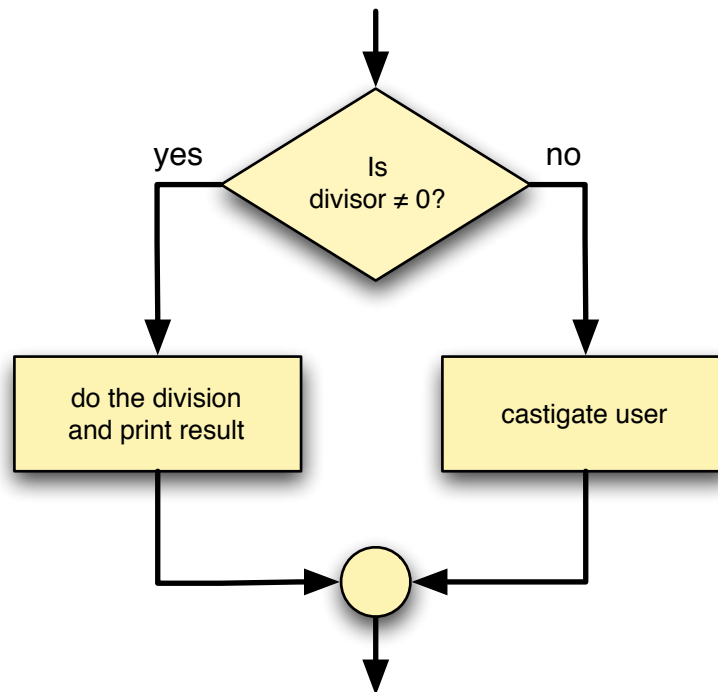 yes
no
Is
divisor ≠ 0?
do the division
and print result
castigate user